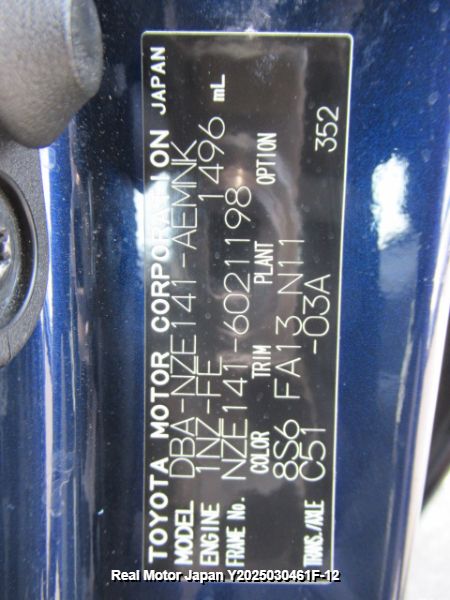 TOYOTA MOTOR CORPORATION JAPAN
MODEL DBA-NZE141-AEMNK
ENGINE 1NZ-FE 1496 mL
FRAME No. NZE141-6021198
COLOR TRIM PLANT OPTION
8S6 FA13 N11
TRANS./AXLE C51 -03A 352
Real Motor Japan Y2025030461F-12